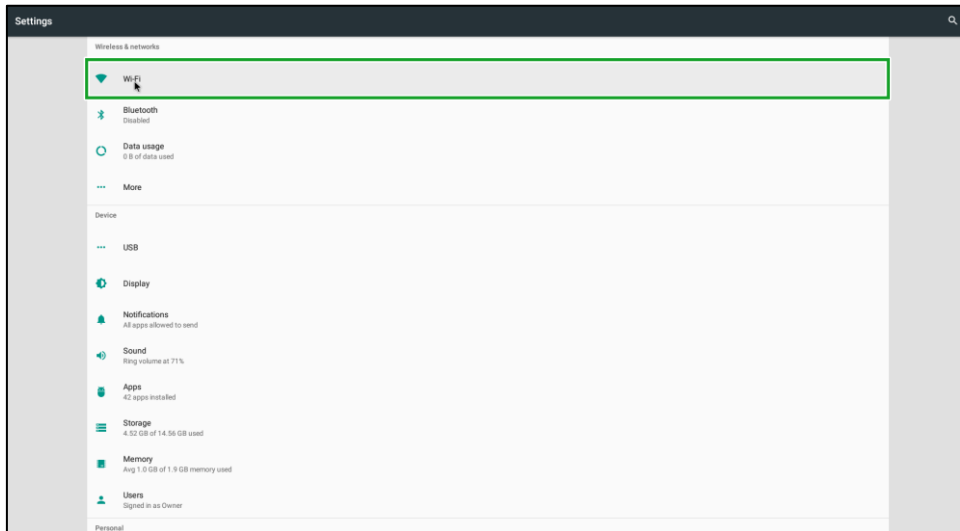 Settings
Wireless & networks
Wi-Fi
Bluetooth
Disabled
Data usage
0 B of data used
More
Device
USB
Display
Notifications
All apps allowed to send
Sound
Ring volume at 71%
Apps
42 apps installed
Storage
4.52 GB of 14.56 GB used
Memory
Avg 1.0 GB of 1.9 GB memory used
Users
Signed in as Owner
Personal